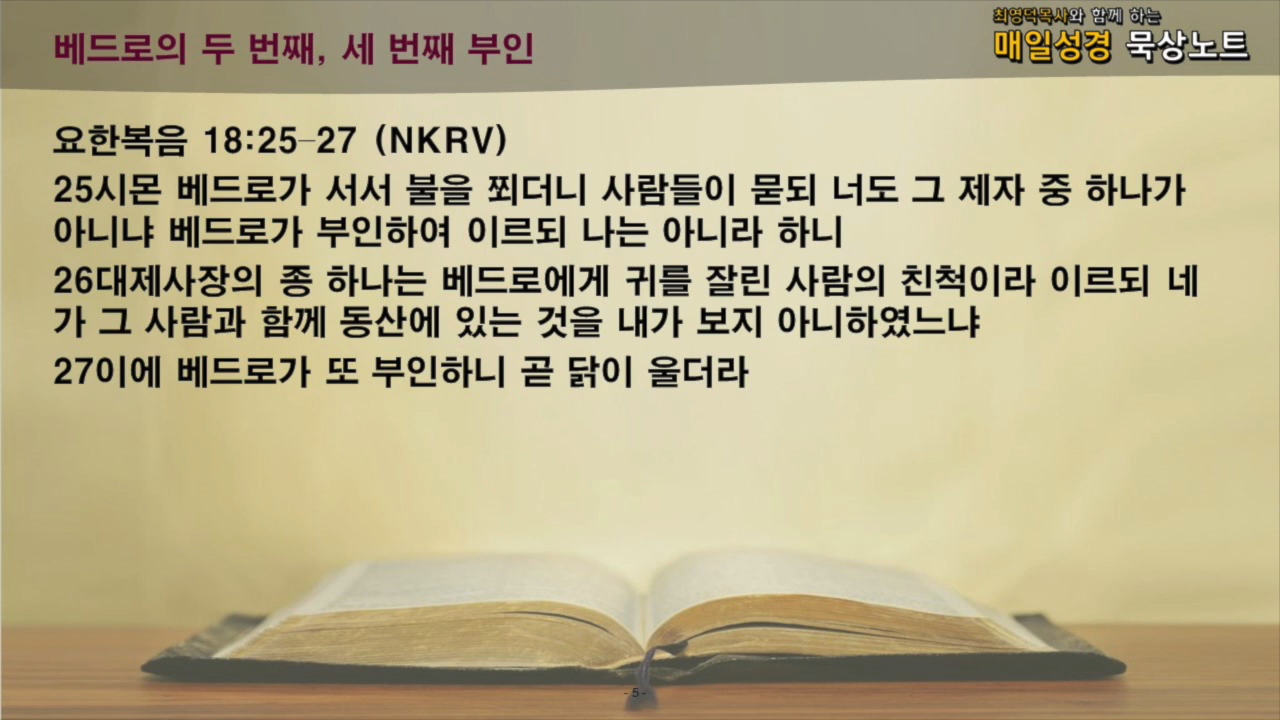 베드로의 두 번째, 세 번째 부인
최영덕목사와 함께 하는
매일성경 묵상노트
요한복음 18:25–27 (NKRV)
25시몬 베드로가 서서 불을 쬐더니 사람들이 묻되 너도 그 제자 중 하나가
아니냐 베드로가 부인하여 이르되 나는 아니라 하니
26대제사장의 종 하나는 베드로에게 귀를 잘린 사람의 친척이라 이르되 네
가 그 사람과 함께 동산에 있는 것을 내가 보지 아니하였느냐
27이에 베드로가 또 부인하니 곧 닭이 울더라
- 5 -